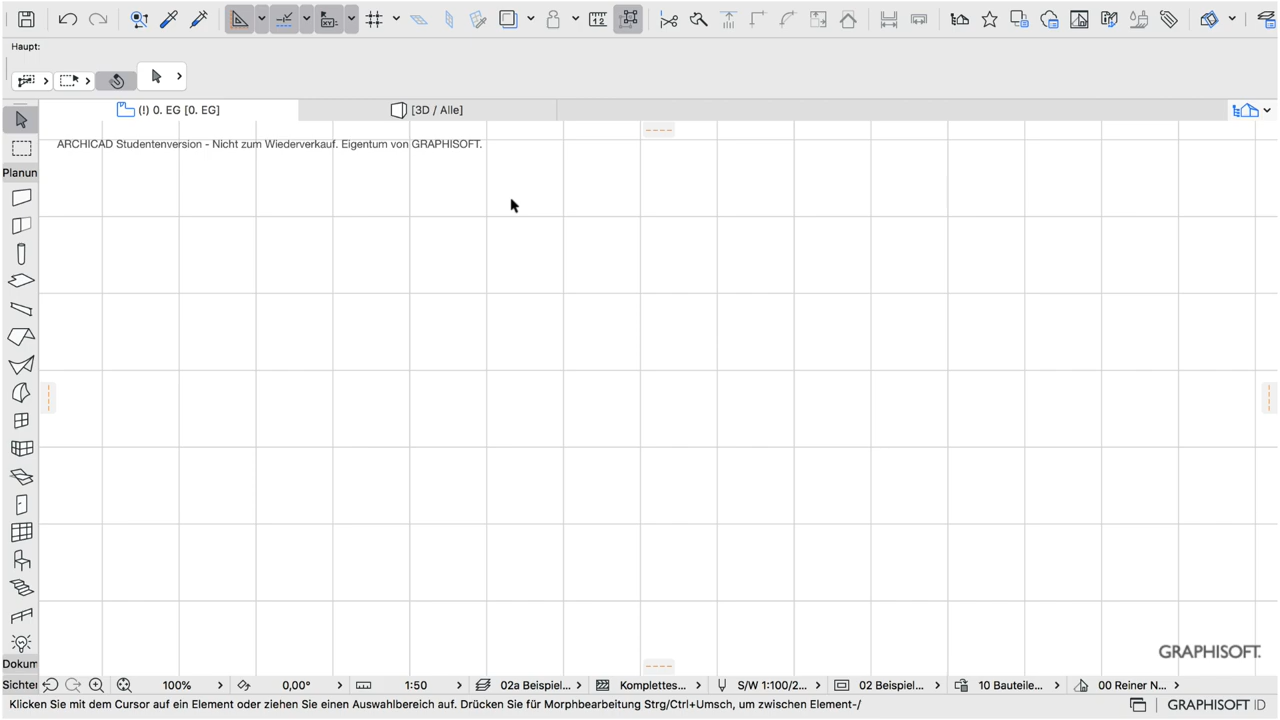 XY:
12
Haupt:
(!) 0. EG [0. EG]
[3D / Alle]
ARCHICAD Studentenversion - Nicht zum Wiederverkauf. Eigentum von GRAPHISOFT.
Planun
Dokum
GRAPHISOFT.
Sichter
100%
0,00°
1:50
02a Beispiel...
Komplettes...
S/W 1:100/2...
02 Beispiel...
10 Bauteile...
00 Reiner N...
Klicken Sie mit dem Cursor auf ein Element oder ziehen Sie einen Auswahlbereich auf. Drücken Sie für Morphbearbeitung Strg/Ctrl+Umsch, um zwischen Element-/
GRAPHISOFT ID